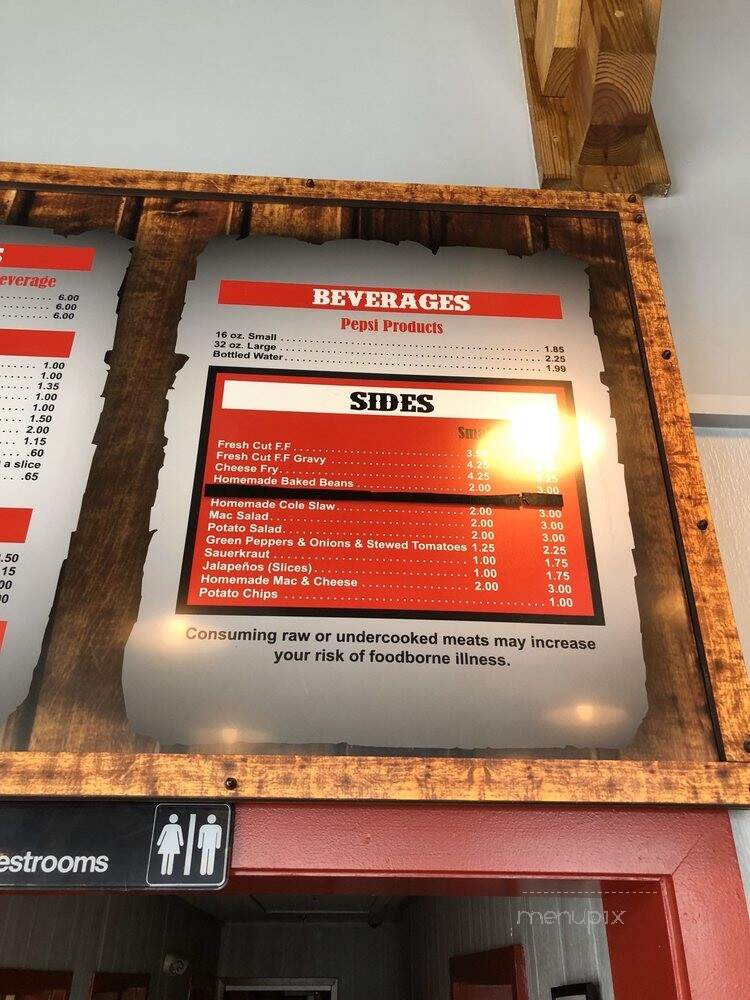 everage
6.00
6.00
6.00
1.00
1.00
1.35
1.00
1.00
1.50
2.00
1.15
.60
a slice
.65
.50
15
BEVERAGES
Pepsi Products
16 oz. Small 1.85
32 oz. Large 2.25
Bottled Water 1.99
SIDES
Fresh Cut F.F
Fresh Cut F.F Gravy 4.25
Cheese Fry 4.25
Homemade Baked Beans 2.00 3.00
Homemade Cole Slaw 2.00 3.00
Mac Salad 2.00 3.00
Potato Salad 2.00 3.00
Green Peppers & Onions & Stewed Tomatoes 1.25 2.25
Sauerkraut 1.00 1.75
Jalapeños (Slices) 1.00 1.75
Homemade Mac & Cheese 2.00 3.00
Potato Chips 1.00
Consuming raw or undercooked meats may increase
your risk of foodborne illness.
estrooms
menupix